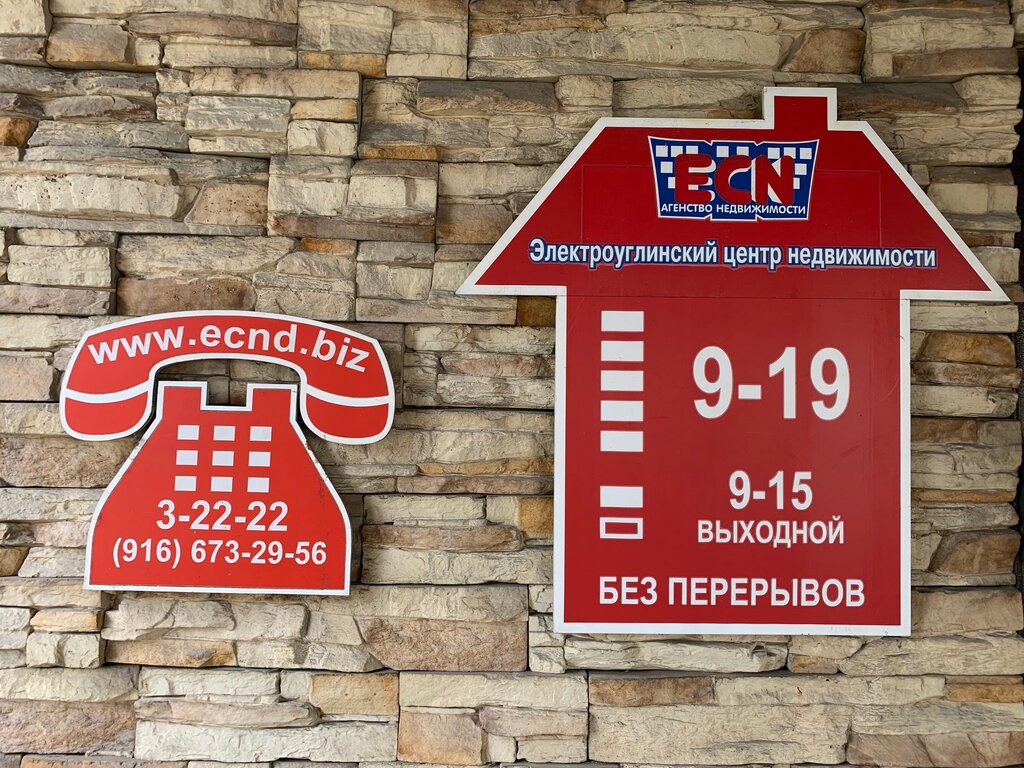 www.ecnd.biz
3-22-22
(916) 673-29-56
ECN
АГЕНСТВО НЕДВИЖИМОСТИ
Электроуглинский центр недвижимости
9-19
9-15
ВЫХОДНОЙ
БЕЗ ПЕРЕРЫВОВ